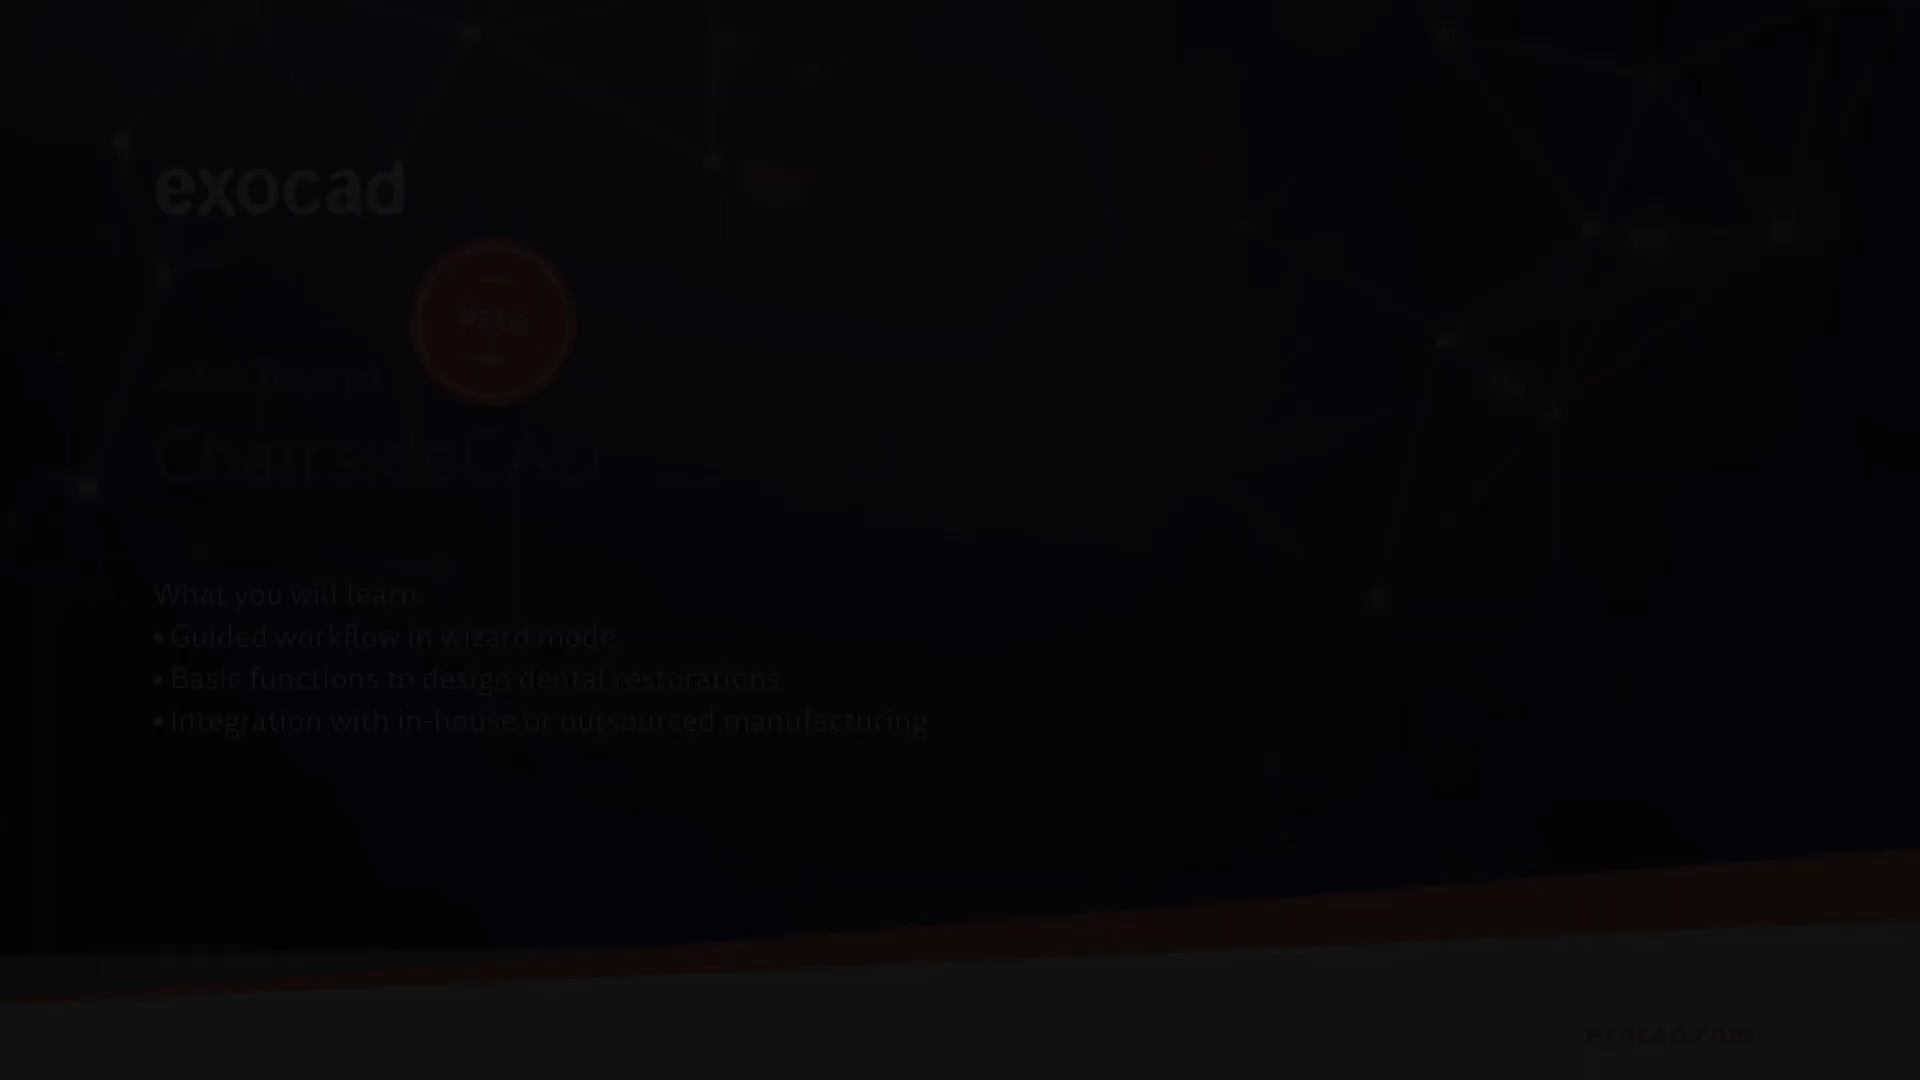 exocad
ChairsideCAD
What you will learn
• Guided workflow in wizard mode
• Basic functions to design dental restorations
• Integration with in-house or outsourced manufacturing
exocad.com